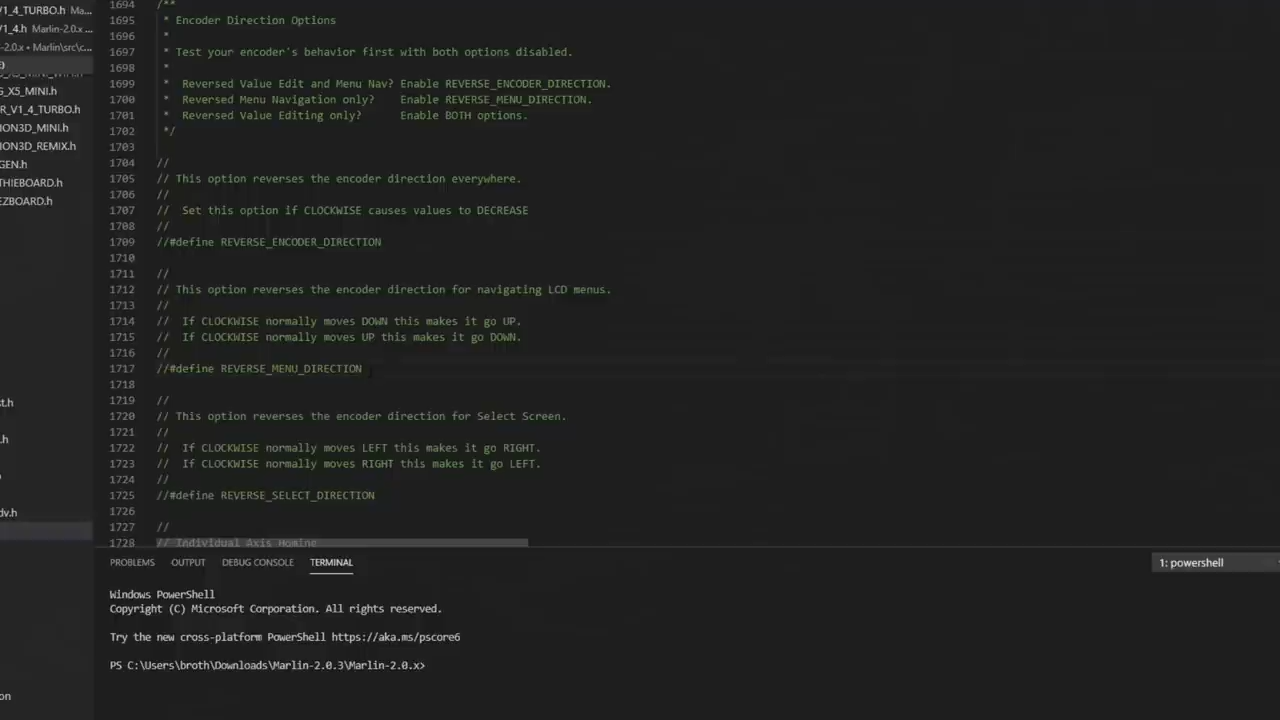 V1_4_TURBO.h Ma...
V1_4.h Marlin-2.0.x ...
-2.0.x • Marlin\src\c...
G_X5_MINI.h
R_V1_4_TURBO.h
ION3D_MINI.h
ION3D_REMIX.h
GEN.h
THIEBOARD.h
EZBOARD.h
st.h
.h
dv.h
on
1694 /**
1695 * Encoder Direction Options
1696 *
1697 * Test your encoder's behavior first with both options disabled.
1698 *
1699 * Reversed Value Edit and Menu Nav? Enable REVERSE_ENCODER_DIRECTION.
1700 * Reversed Menu Navigation only? Enable REVERSE_MENU_DIRECTION.
1701 * Reversed Value Editing only? Enable BOTH options.
1702 */
1703
1704 //
1705 // This option reverses the encoder direction everywhere.
1706 //
1707 // Set this option if CLOCKWISE causes values to DECREASE
1708 //
1709 //#define REVERSE_ENCODER_DIRECTION
1710
1711 //
1712 // This option reverses the encoder direction for navigating LCD menus.
1713 //
1714 // If CLOCKWISE normally moves DOWN this makes it go UP.
1715 // If CLOCKWISE normally moves UP this makes it go DOWN.
1716 //
1717 //#define REVERSE_MENU_DIRECTION
1718
1719 //
1720 // This option reverses the encoder direction for Select Screen.
1721 //
1722 // If CLOCKWISE normally moves LEFT this makes it go RIGHT.
1723 // If CLOCKWISE normally moves RIGHT this makes it go LEFT.
1724 //
1725 //#define REVERSE_SELECT_DIRECTION
1726
1727 //
1728 // Individual Axis Homing
PROBLEMS OUTPUT DEBUG CONSOLE TERMINAL 1: powershell
Windows PowerShell
Copyright (C) Microsoft Corporation. All rights reserved.
Try the new cross-platform PowerShell https://aka.ms/pscore6
PS C:\Users\broth\Downloads\Marlin-2.0.3\Marlin-2.0.x>